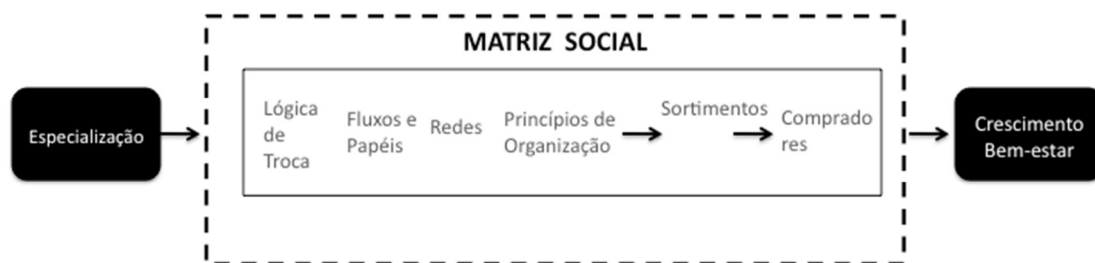 MATRIZ SOCIAL
Especialização
Lógica
de
Troca
Fluxos e
Papéis
Redes
Princípios de
Organização
Sortimentos
Comprado
res
Crescimento
Bem-estar